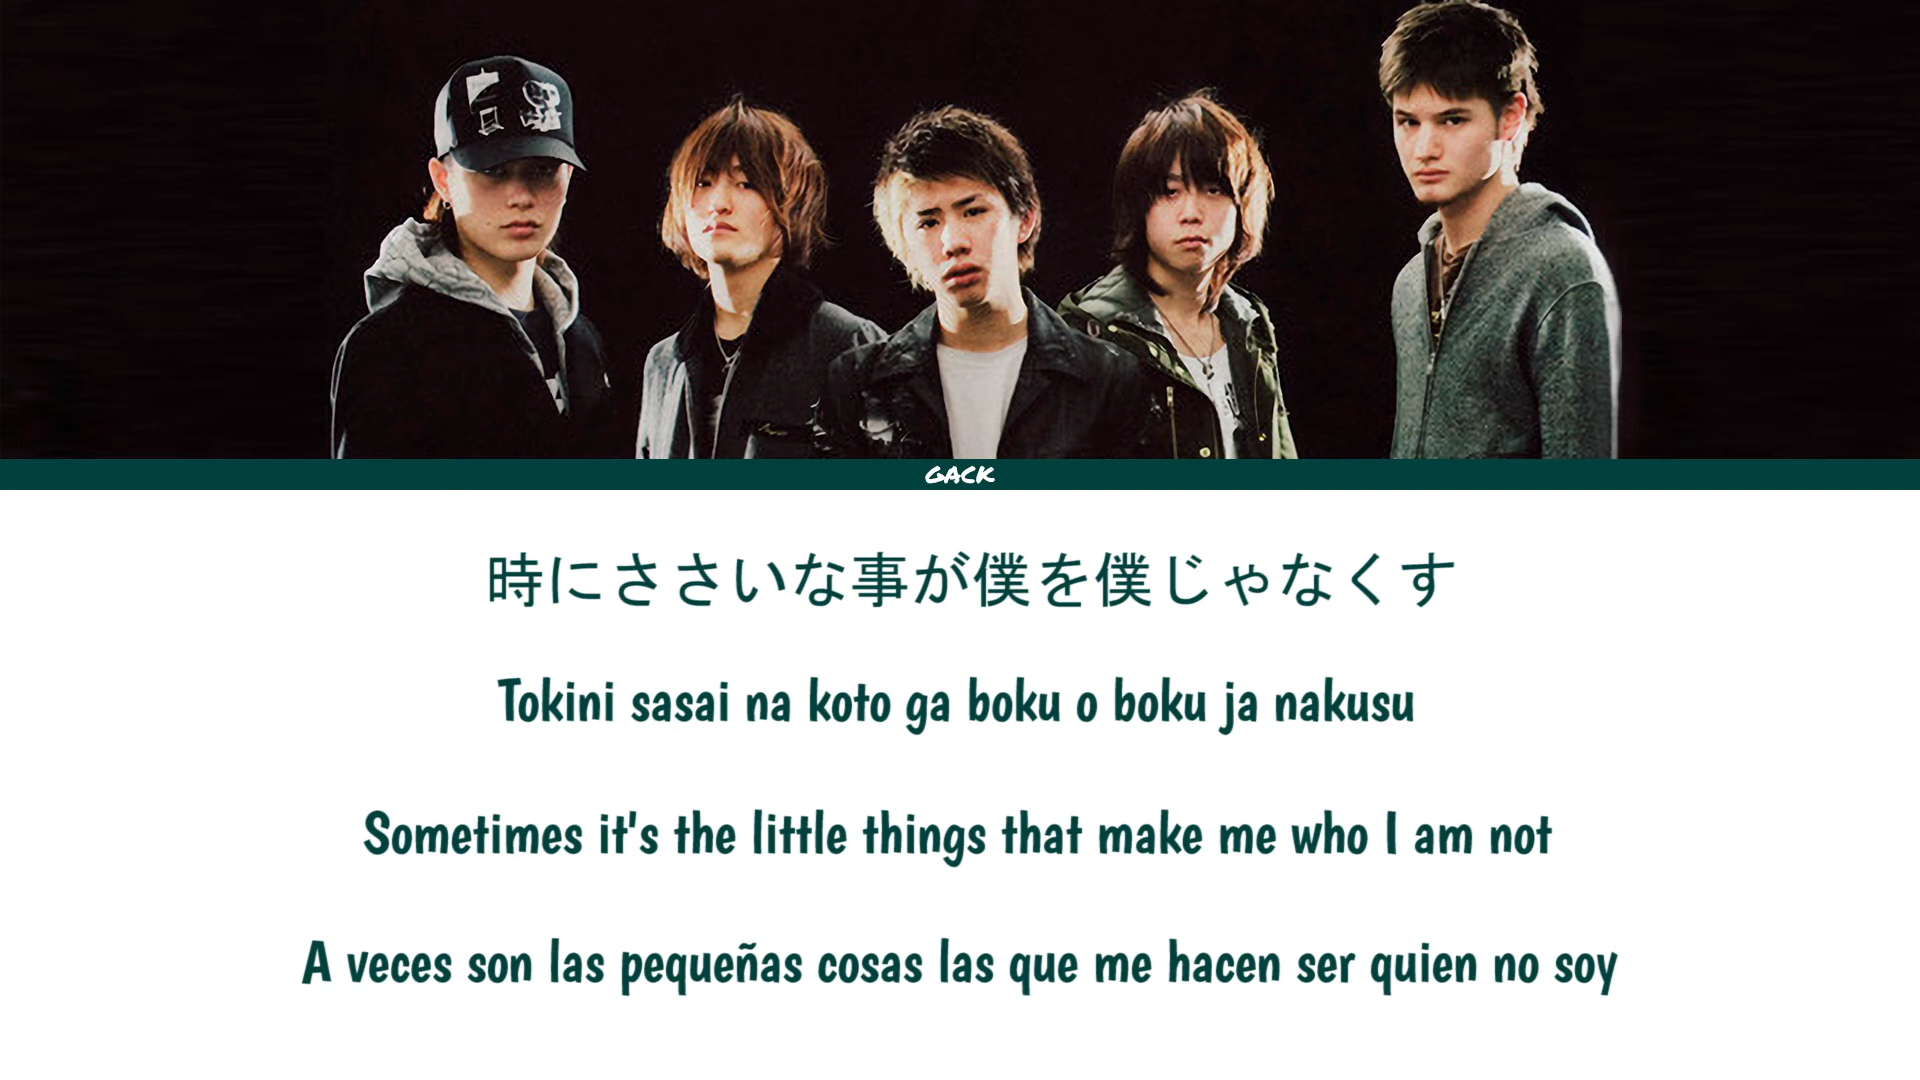 GACK
時にささいな事が僕を僕じゃなくす
Tokini sasai na koto ga boku o boku ja nakusu
Sometimes it's the little things that make me who I am not
A veces son las pequeñas cosas las que me hacen ser quien no soy